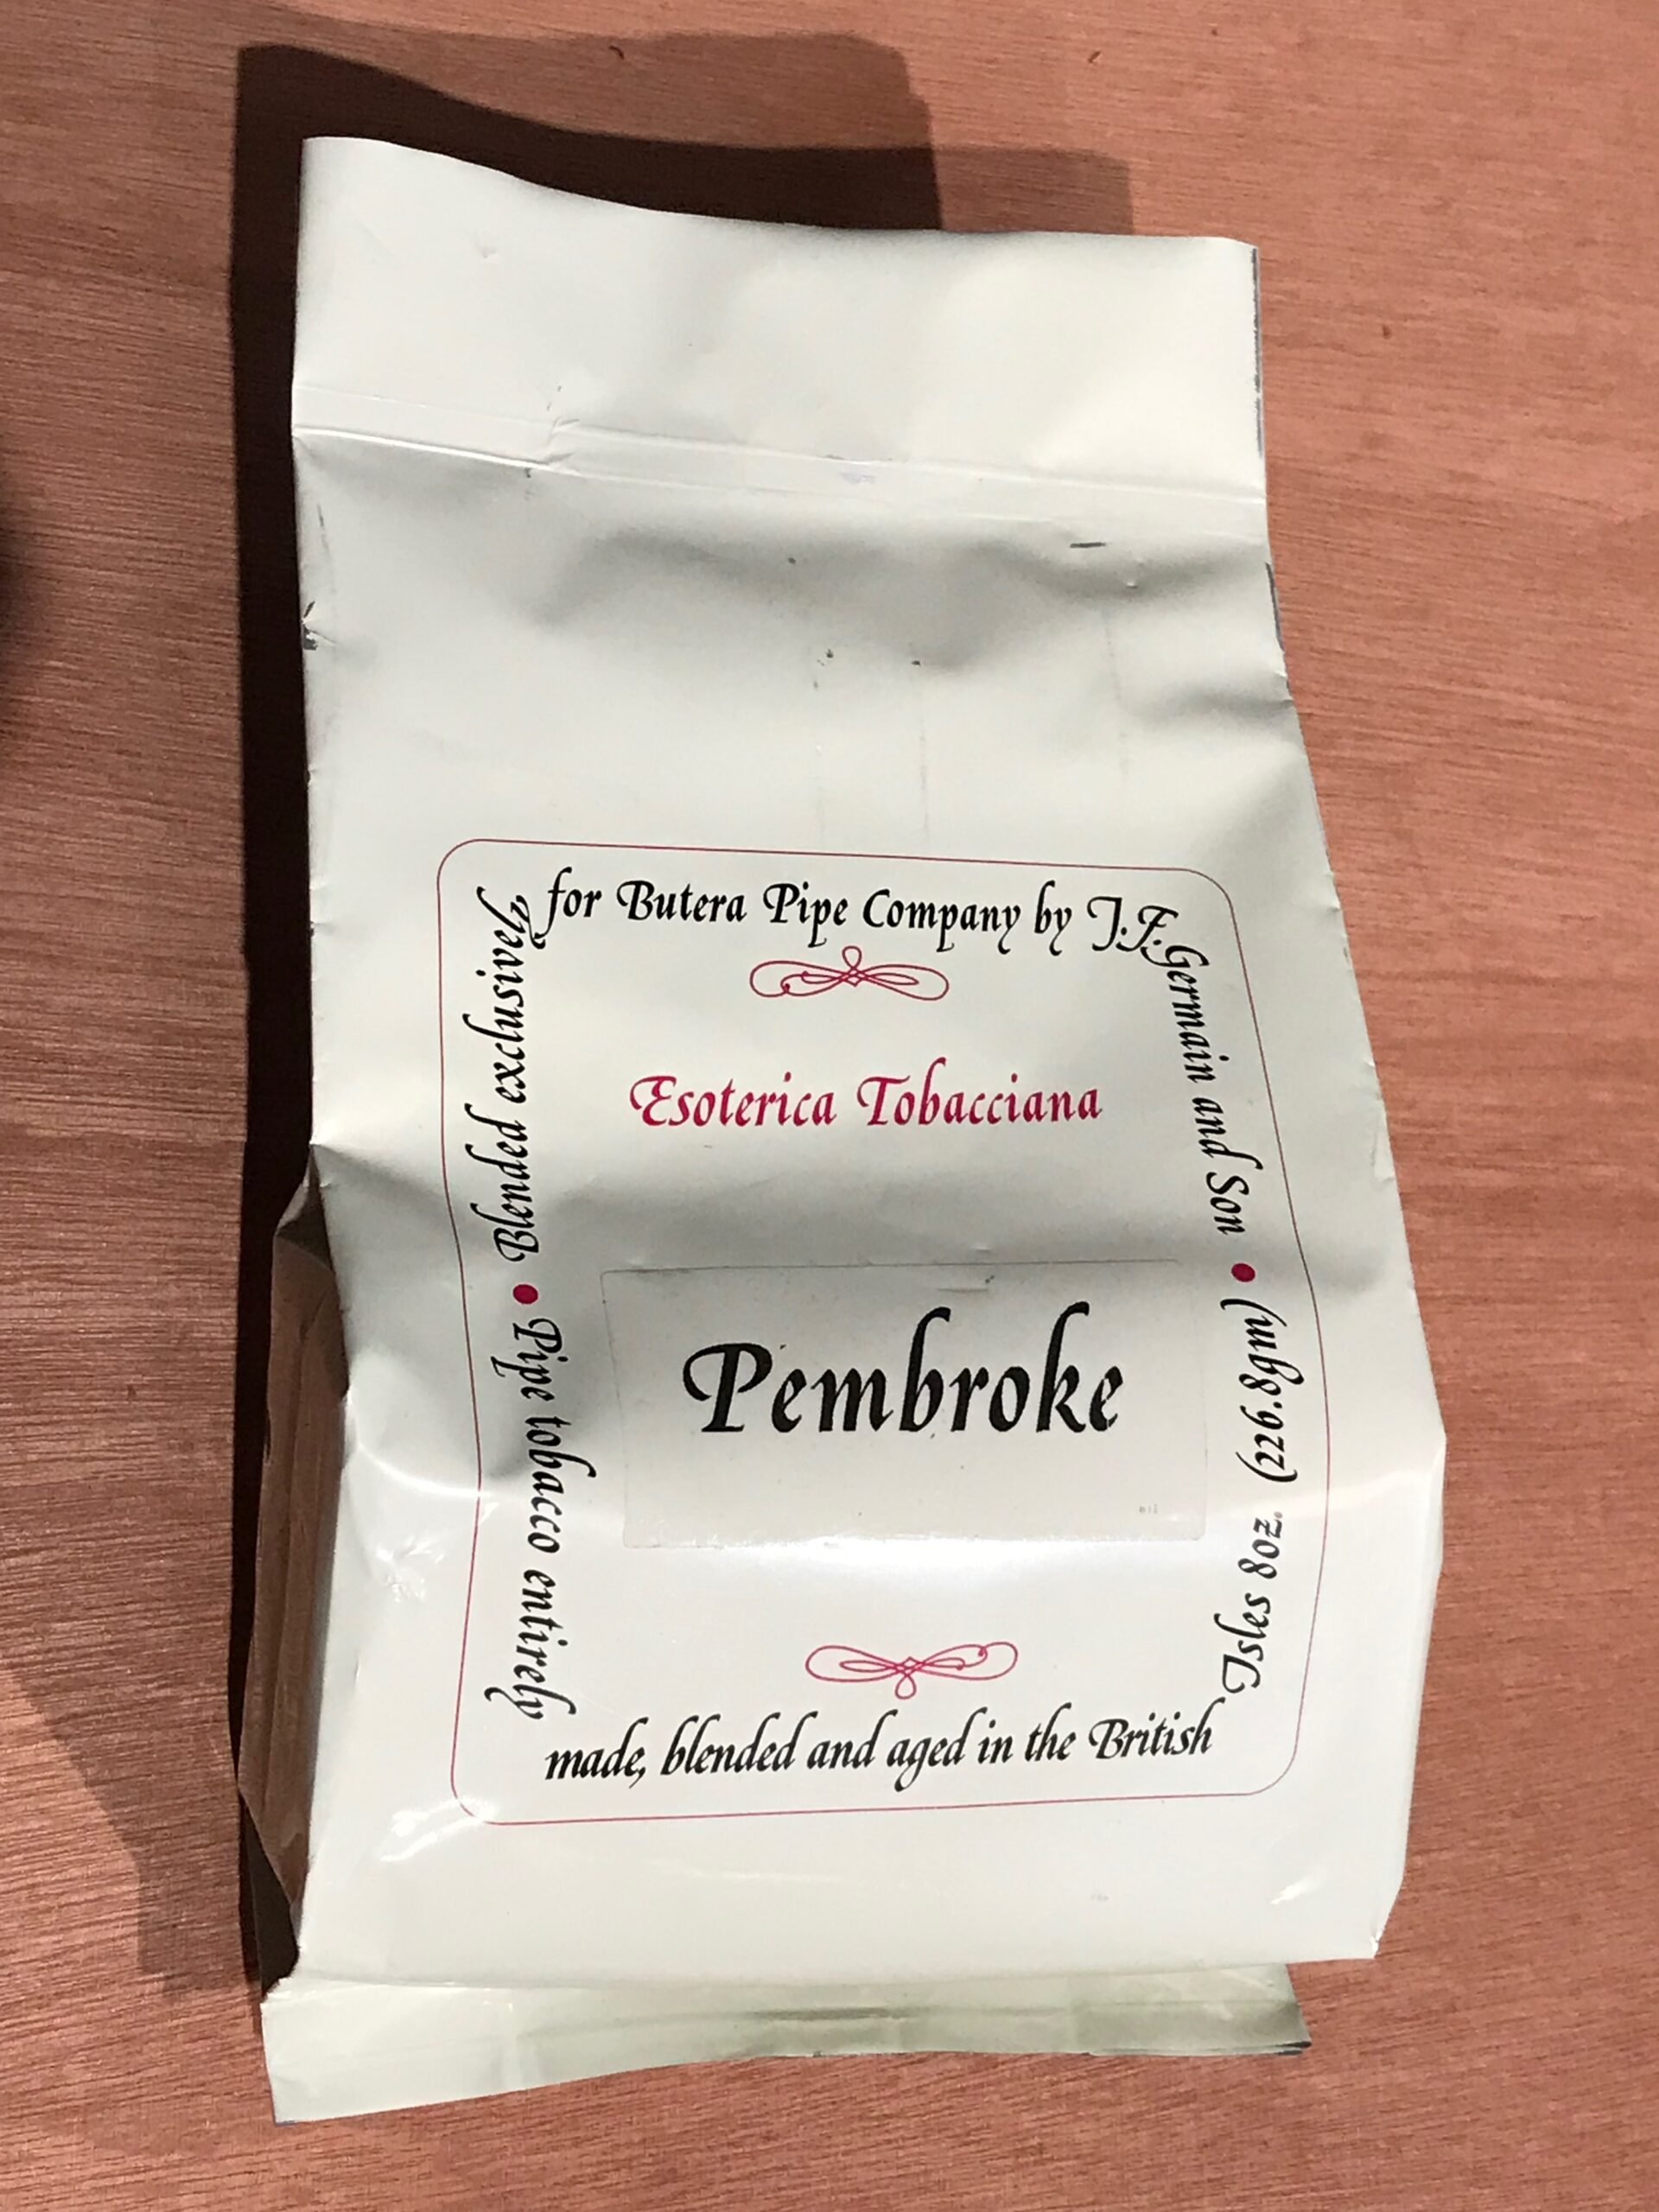 Blended exclusively
for Butera Pipe Company by J.F. Germain and Son
Esoterica Tobacciana
Pembroke
Pipe tobacco entirely
made, blended and aged in the British
Isles 8oz. (226.8gm)